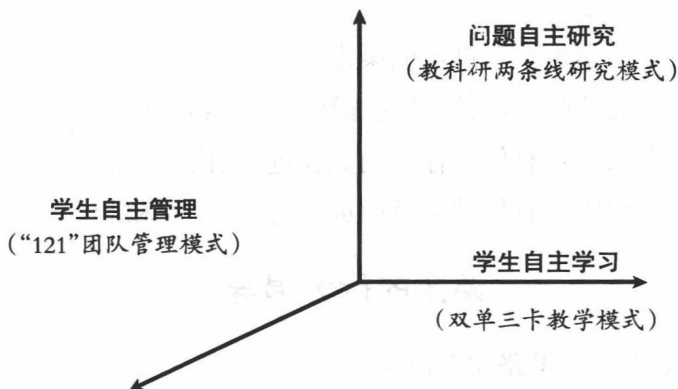 问题自主研究
（教科研两条线研究模式）
学生自主管理
（“121”团队管理模式）
学生自主学习
（双单三卡教学模式）